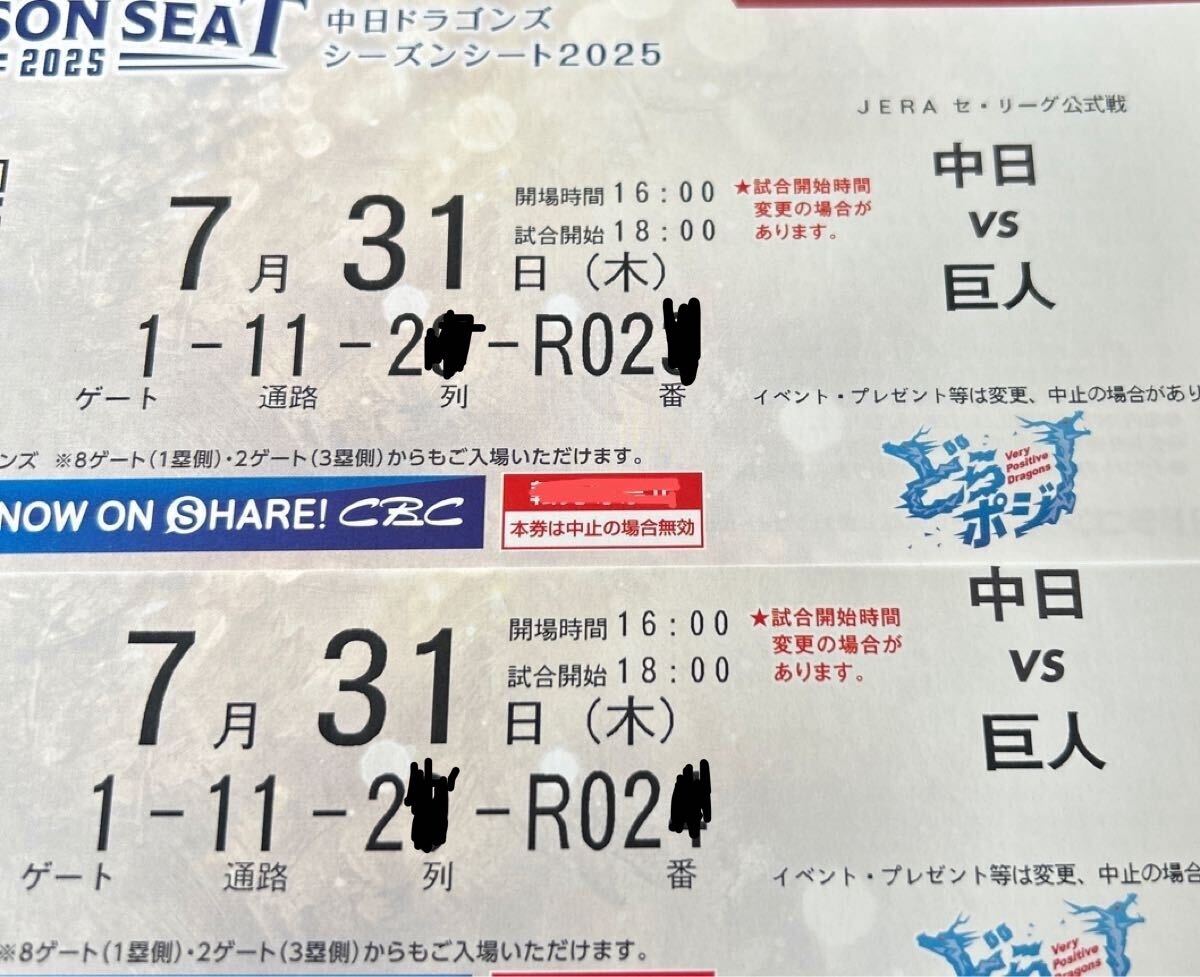 SON SEAT
2025
中日ドラゴンズ
シーズンシート2025
JERA セ・リーグ公式戦
7月31日(木)
開場時間16:00
試合開始18:00
★試合開始時間
変更の場合が
あります。
中日
VS
巨人
1-11-2 -R02
ゲート 通路 列 番
イベント・プレゼント等は変更、中止の場合があり
ンズ ※8ゲート(1塁側)・2ゲート(3塁側)からもご入場いただけます。
NOW ON SHARE! CBC
本券は中止の場合無効
どらポジ
Very
Positive
Dragons
7月31日(木)
開場時間16:00
試合開始18:00
★試合開始時間
変更の場合が
あります。
中日
VS
巨人
1-11-2 -R02
ゲート 通路 列 番
イベント・プレゼント等は変更、中止の場合
※8ゲート(1塁側)・2ゲート(3塁側)からもご入場いただけます。
Very
Positive
Dragons